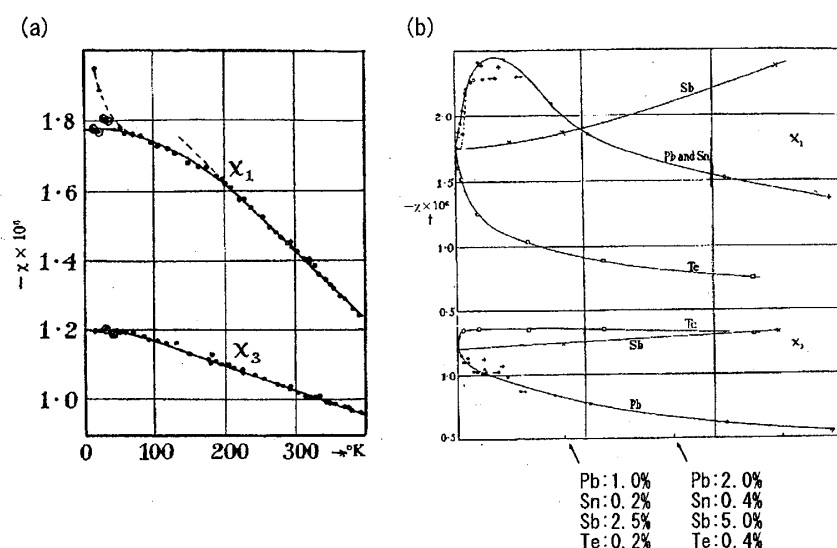 (a)
(b)
1·8
1·6
1·4
1·2
1·0
−χ × 10⁶
χ₁
χ₃
0
100
200
300
→°K
2·0
1·5
−χ×10⁶
t
1·0
0·5
1·0
0·5
Sb
χ₁
Pb and Sn
Te
Te
Sb
Pb
Pb:1.0%
Sn:0.2%
Sb:2.5%
Te:0.2%
Pb:2.0%
Sn:0.4%
Sb:5.0%
Te:0.4%